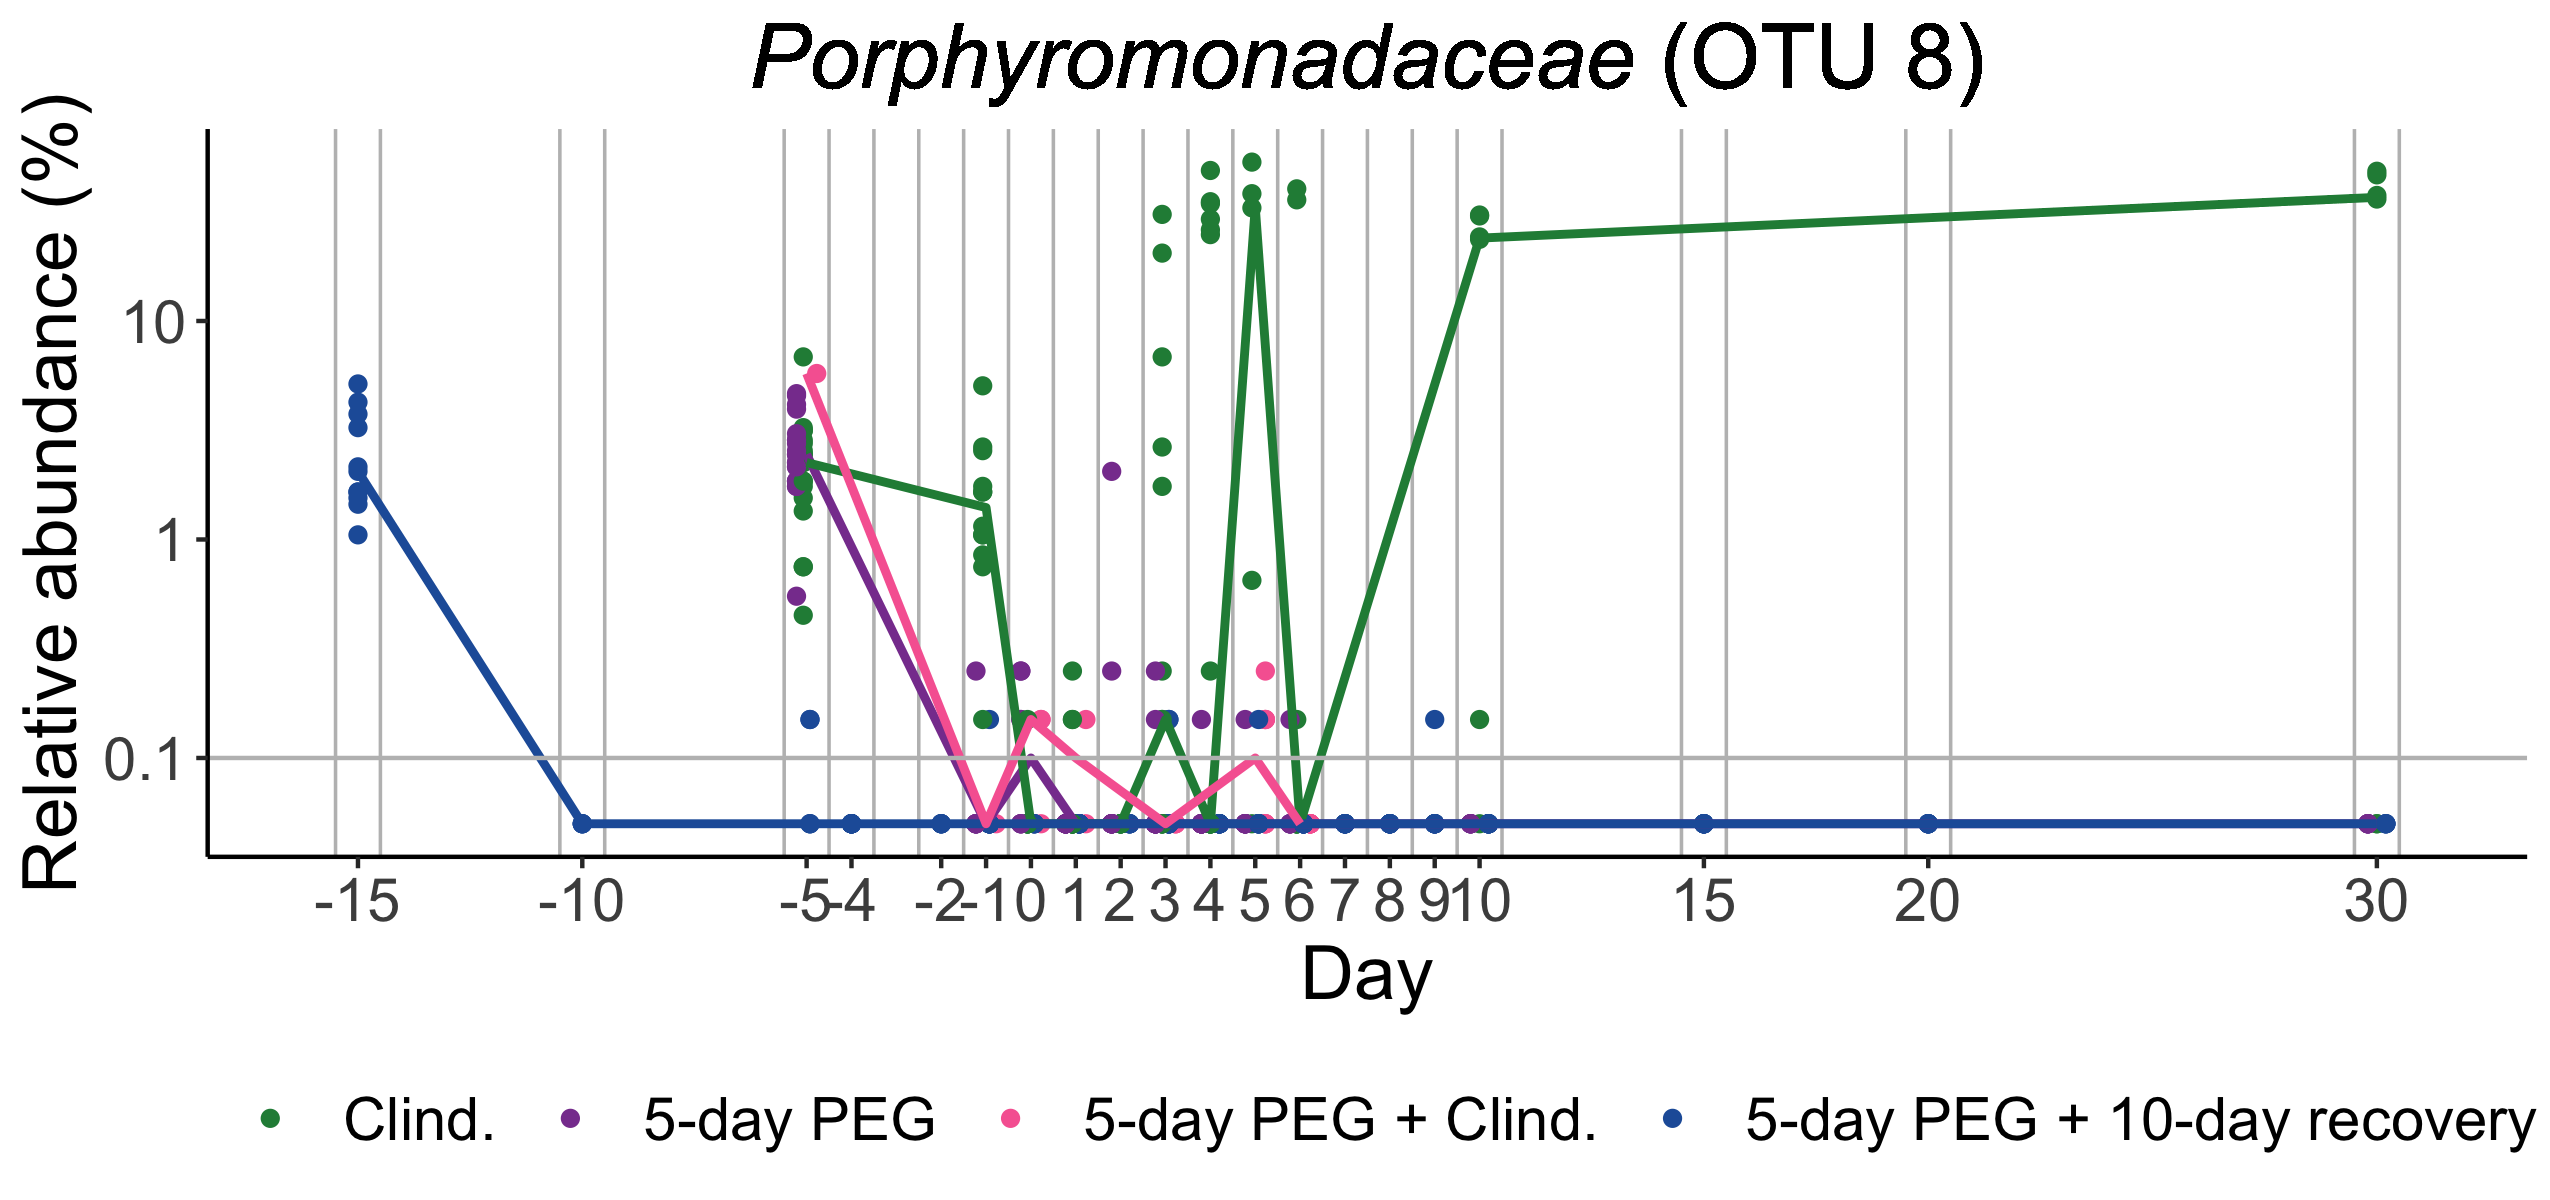 Porphyromonadaceae (OTU 8)
Relative abundance (%)
10
1
0.1
-15 -10 -5 -4 -2 -1 0 1 2 3 4 5 6 7 8 9 10 15 20 30
Day
Clind. 5-day PEG 5-day PEG + Clind. 5-day PEG + 10-day recovery